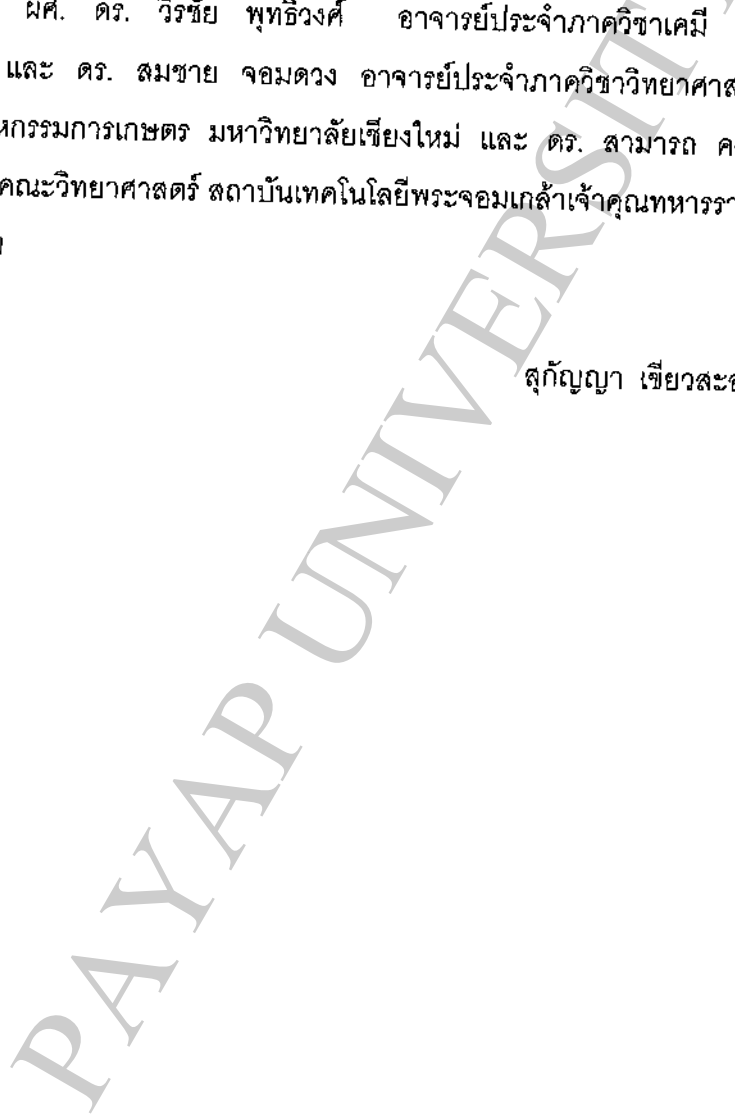 ผศ. ดร. วีรชัย พุทธิวงศ์ อาจารย์ประจำภาควิชาเคมี
และ ดร. สมชาย จอมดวง อาจารย์ประจำภาควิชาวิทยาศาส
หกรรมการเกษตร มหาวิทยาลัยเชียงใหม่ และ ดร. สามารถ
คณะวิทยาศาสตร์ สถาบันเทคโนโลยีพระจอมเกล้าเจ้าคุณทหารรา
สุกัญญา เขียวสะอ
PAYAP UNIVERSIT